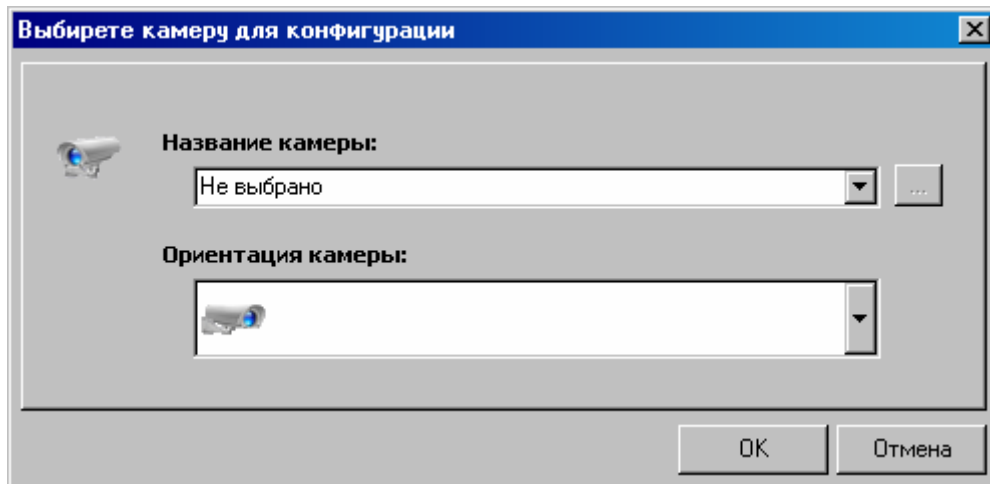 Выбирете камеру для конфигурации
Название камеры:
Не выбрано
...
Ориентация камеры:
OK
Отмена